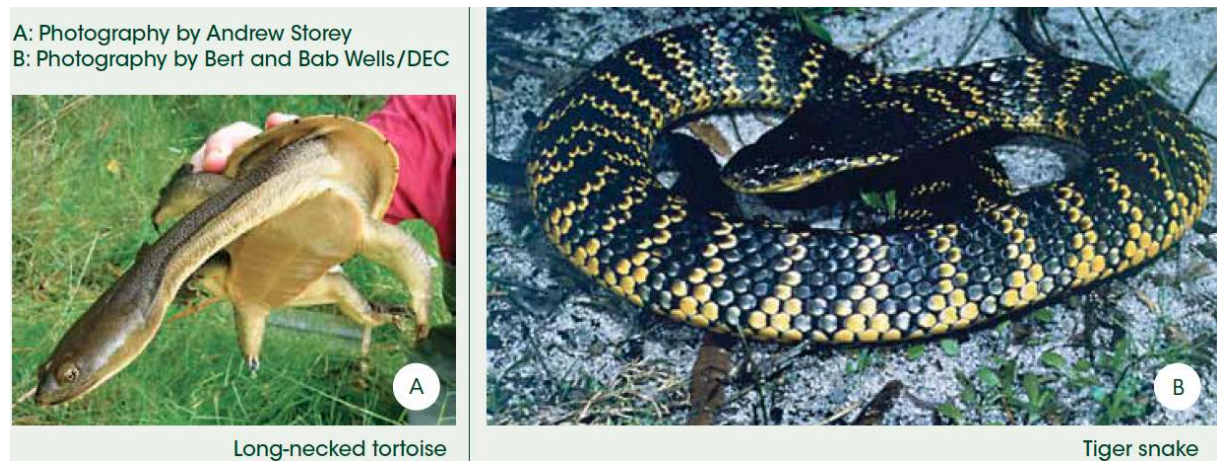 A: Photography by Andrew Storey
B: Photography by Bert and Bab Wells/DEC
A
B
Long-necked tortoise
Tiger snake